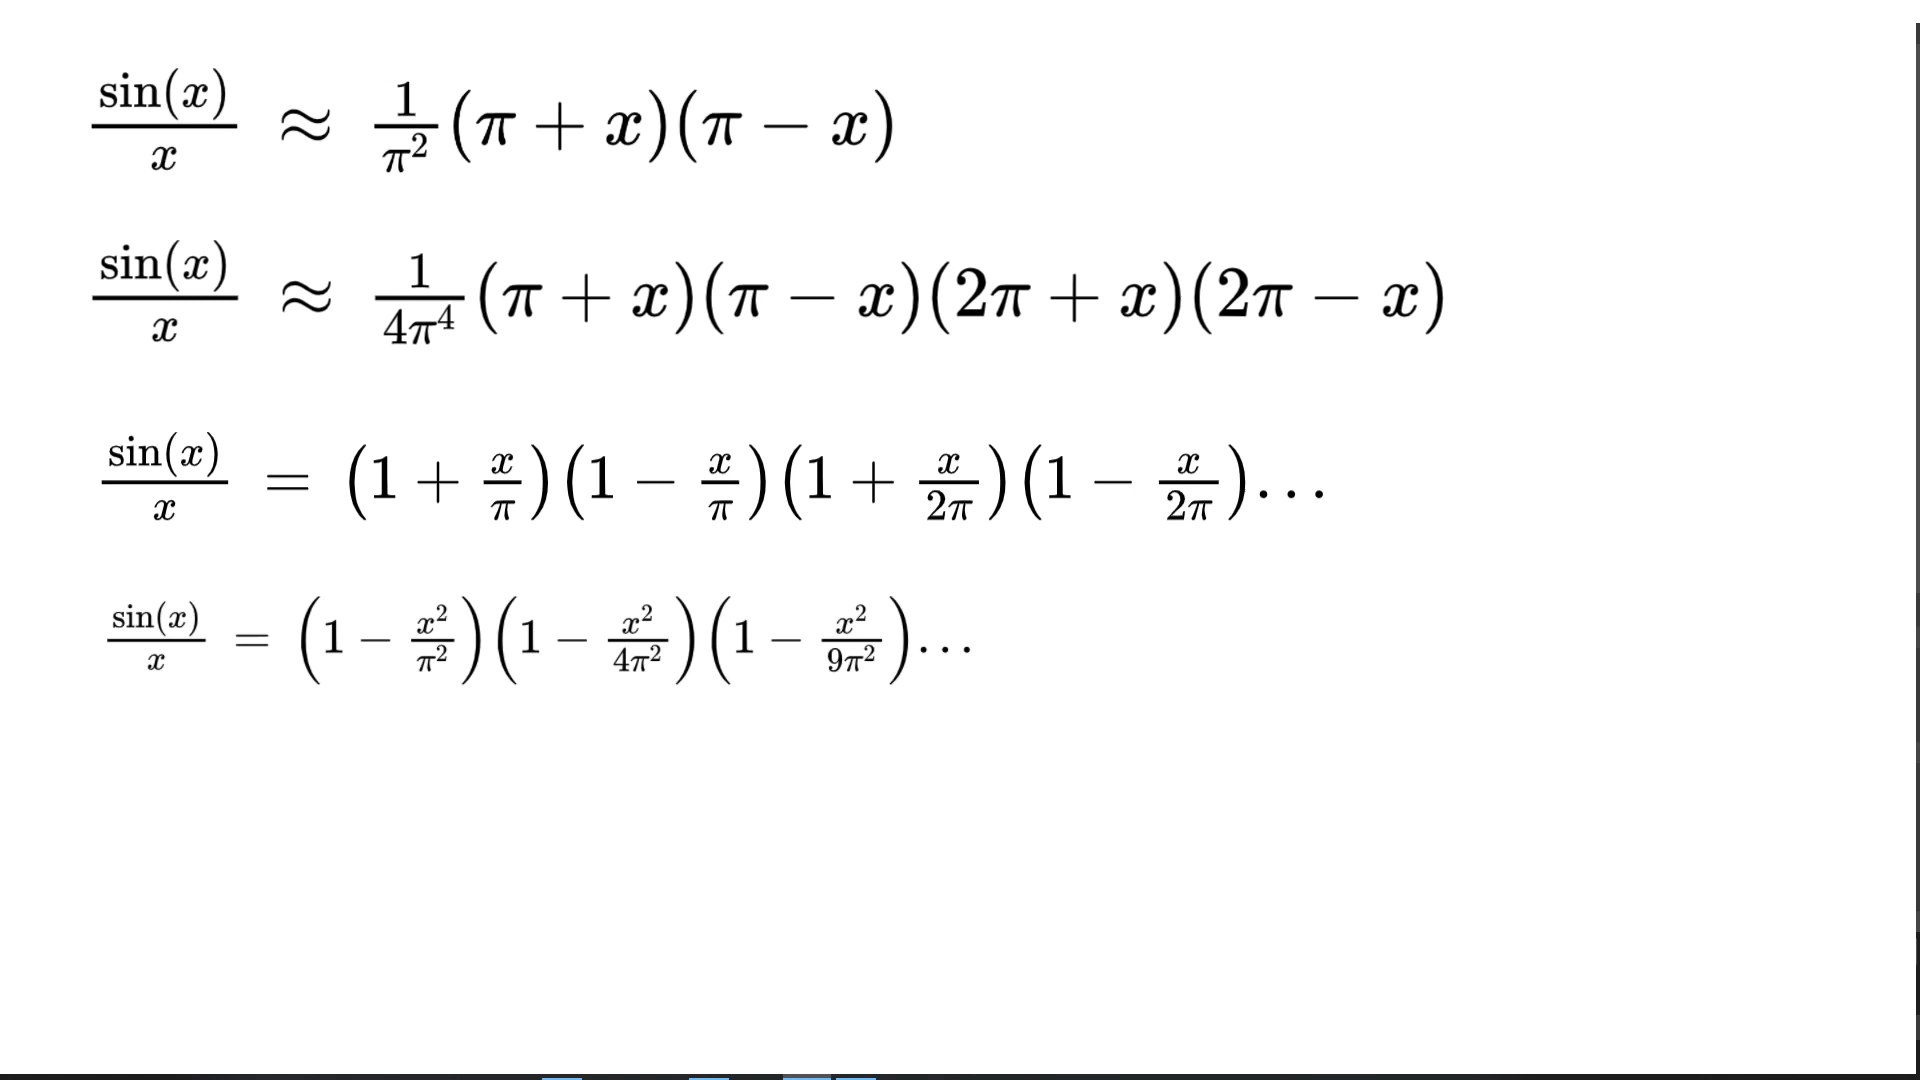 sin(x)/x ≈ 1/π² (π + x)(π − x)
sin(x)/x ≈ 1/4π⁴ (π + x)(π − x)(2π + x)(2π − x)
sin(x)/x = (1 + x/π)(1 − x/π)(1 + x/2π)(1 − x/2π)...
sin(x)/x = (1 − x²/π²)(1 − x²/4π²)(1 − x²/9π²)...